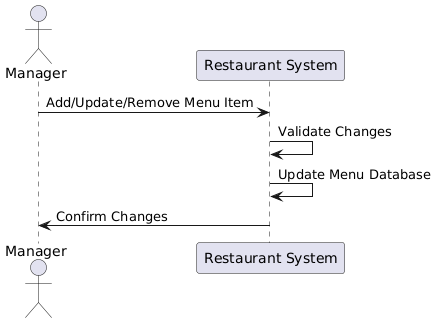 Manager
Restaurant System
Add/Update/Remove Menu Item
Validate Changes
Update Menu Database
Confirm Changes
Manager
Restaurant System